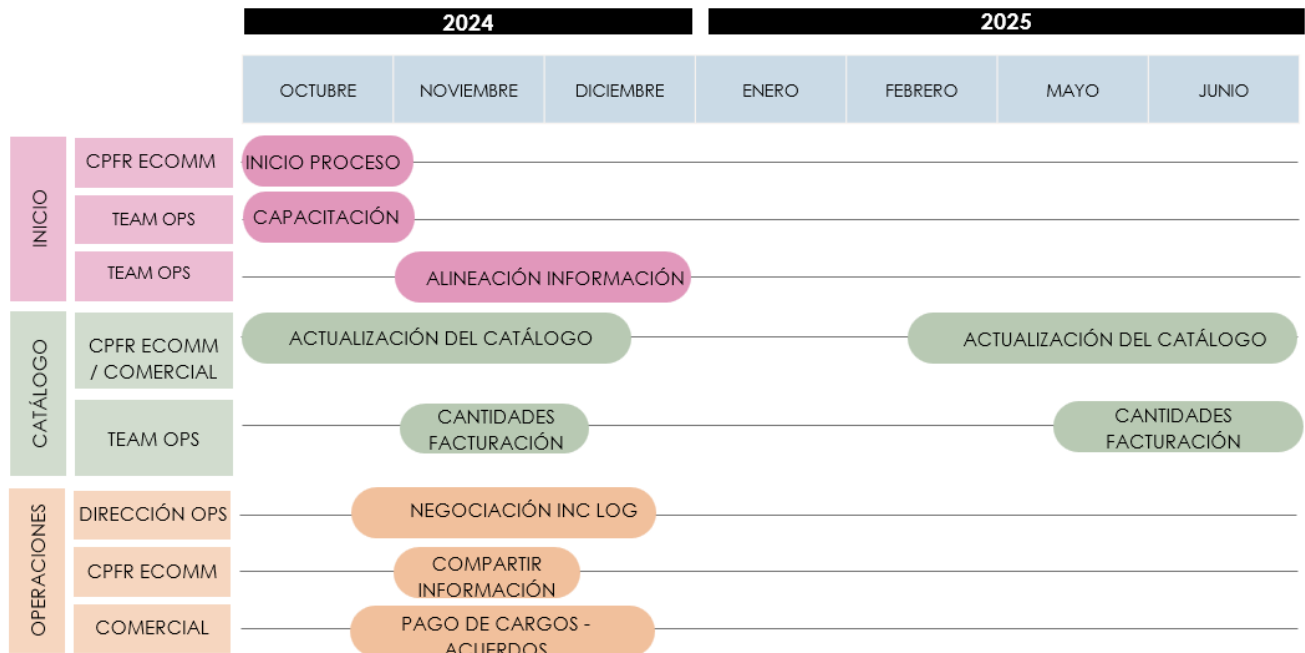 2024
2025
OCTUBRE
NOVIEMBRE
DICIEMBRE
ENERO
FEBRERO
MAYO
JUNIO
INICIO
CPFR ECOMM
INICIO PROCESO
TEAM OPS
CAPACITACIÓN
TEAM OPS
ALINEACIÓN INFORMACIÓN
CATÁLOGO
CPFR ECOMM
/ COMERCIAL
ACTUALIZACIÓN DEL CATÁLOGO
ACTUALIZACIÓN DEL CATÁLOGO
TEAM OPS
CANTIDADES
FACTURACIÓN
CANTIDADES
FACTURACIÓN
OPERACIONES
DIRECCIÓN OPS
NEGOCIACIÓN INC LOG
CPFR ECOMM
COMPARTIR
INFORMACIÓN
COMERCIAL
PAGO DE CARGOS -
ACUERDOS